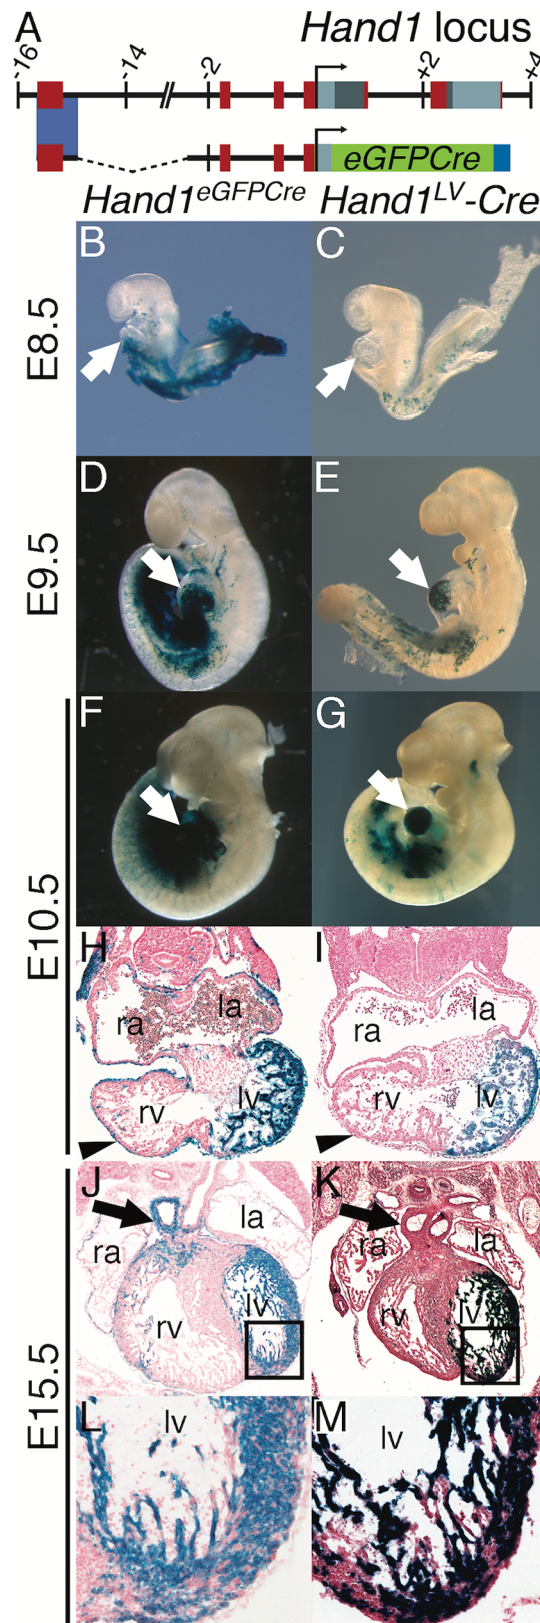 A Hand1 locus
-16 -14 -2 +2 +4
eGFPCre
Hand1eGFPCre Hand1LV-Cre
E8.5
B C
E9.5
D E
E10.5
F G
H I
ra la ra la
rv lv rv lv
E15.5
J K
ra la ra la
rv lv rv lv
L M
lv lv